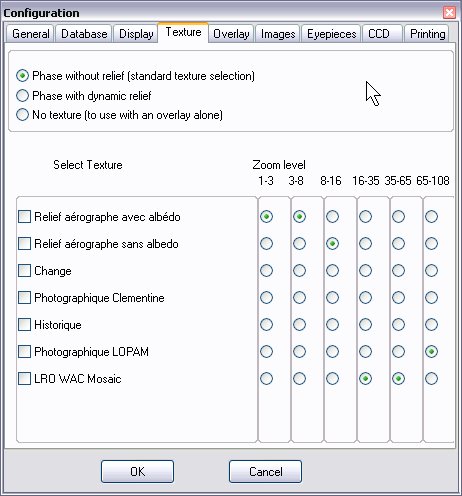 Configuration
General Database Display Texture Overlay Images Eyepieces CCD Printing
Phase without relief (standard texture selection)
Phase with dynamic relief
No texture (to use with an overlay alone)
Select Texture Zoom level
1-3 3-8 8-16 16-35 35-65 65-108
Relief aérographe avec albédo
Relief aérographe sans albedo
Change
Photographique Clementine
Historique
Photographique LOPAM
LRO WAC Mosaic
OK Cancel